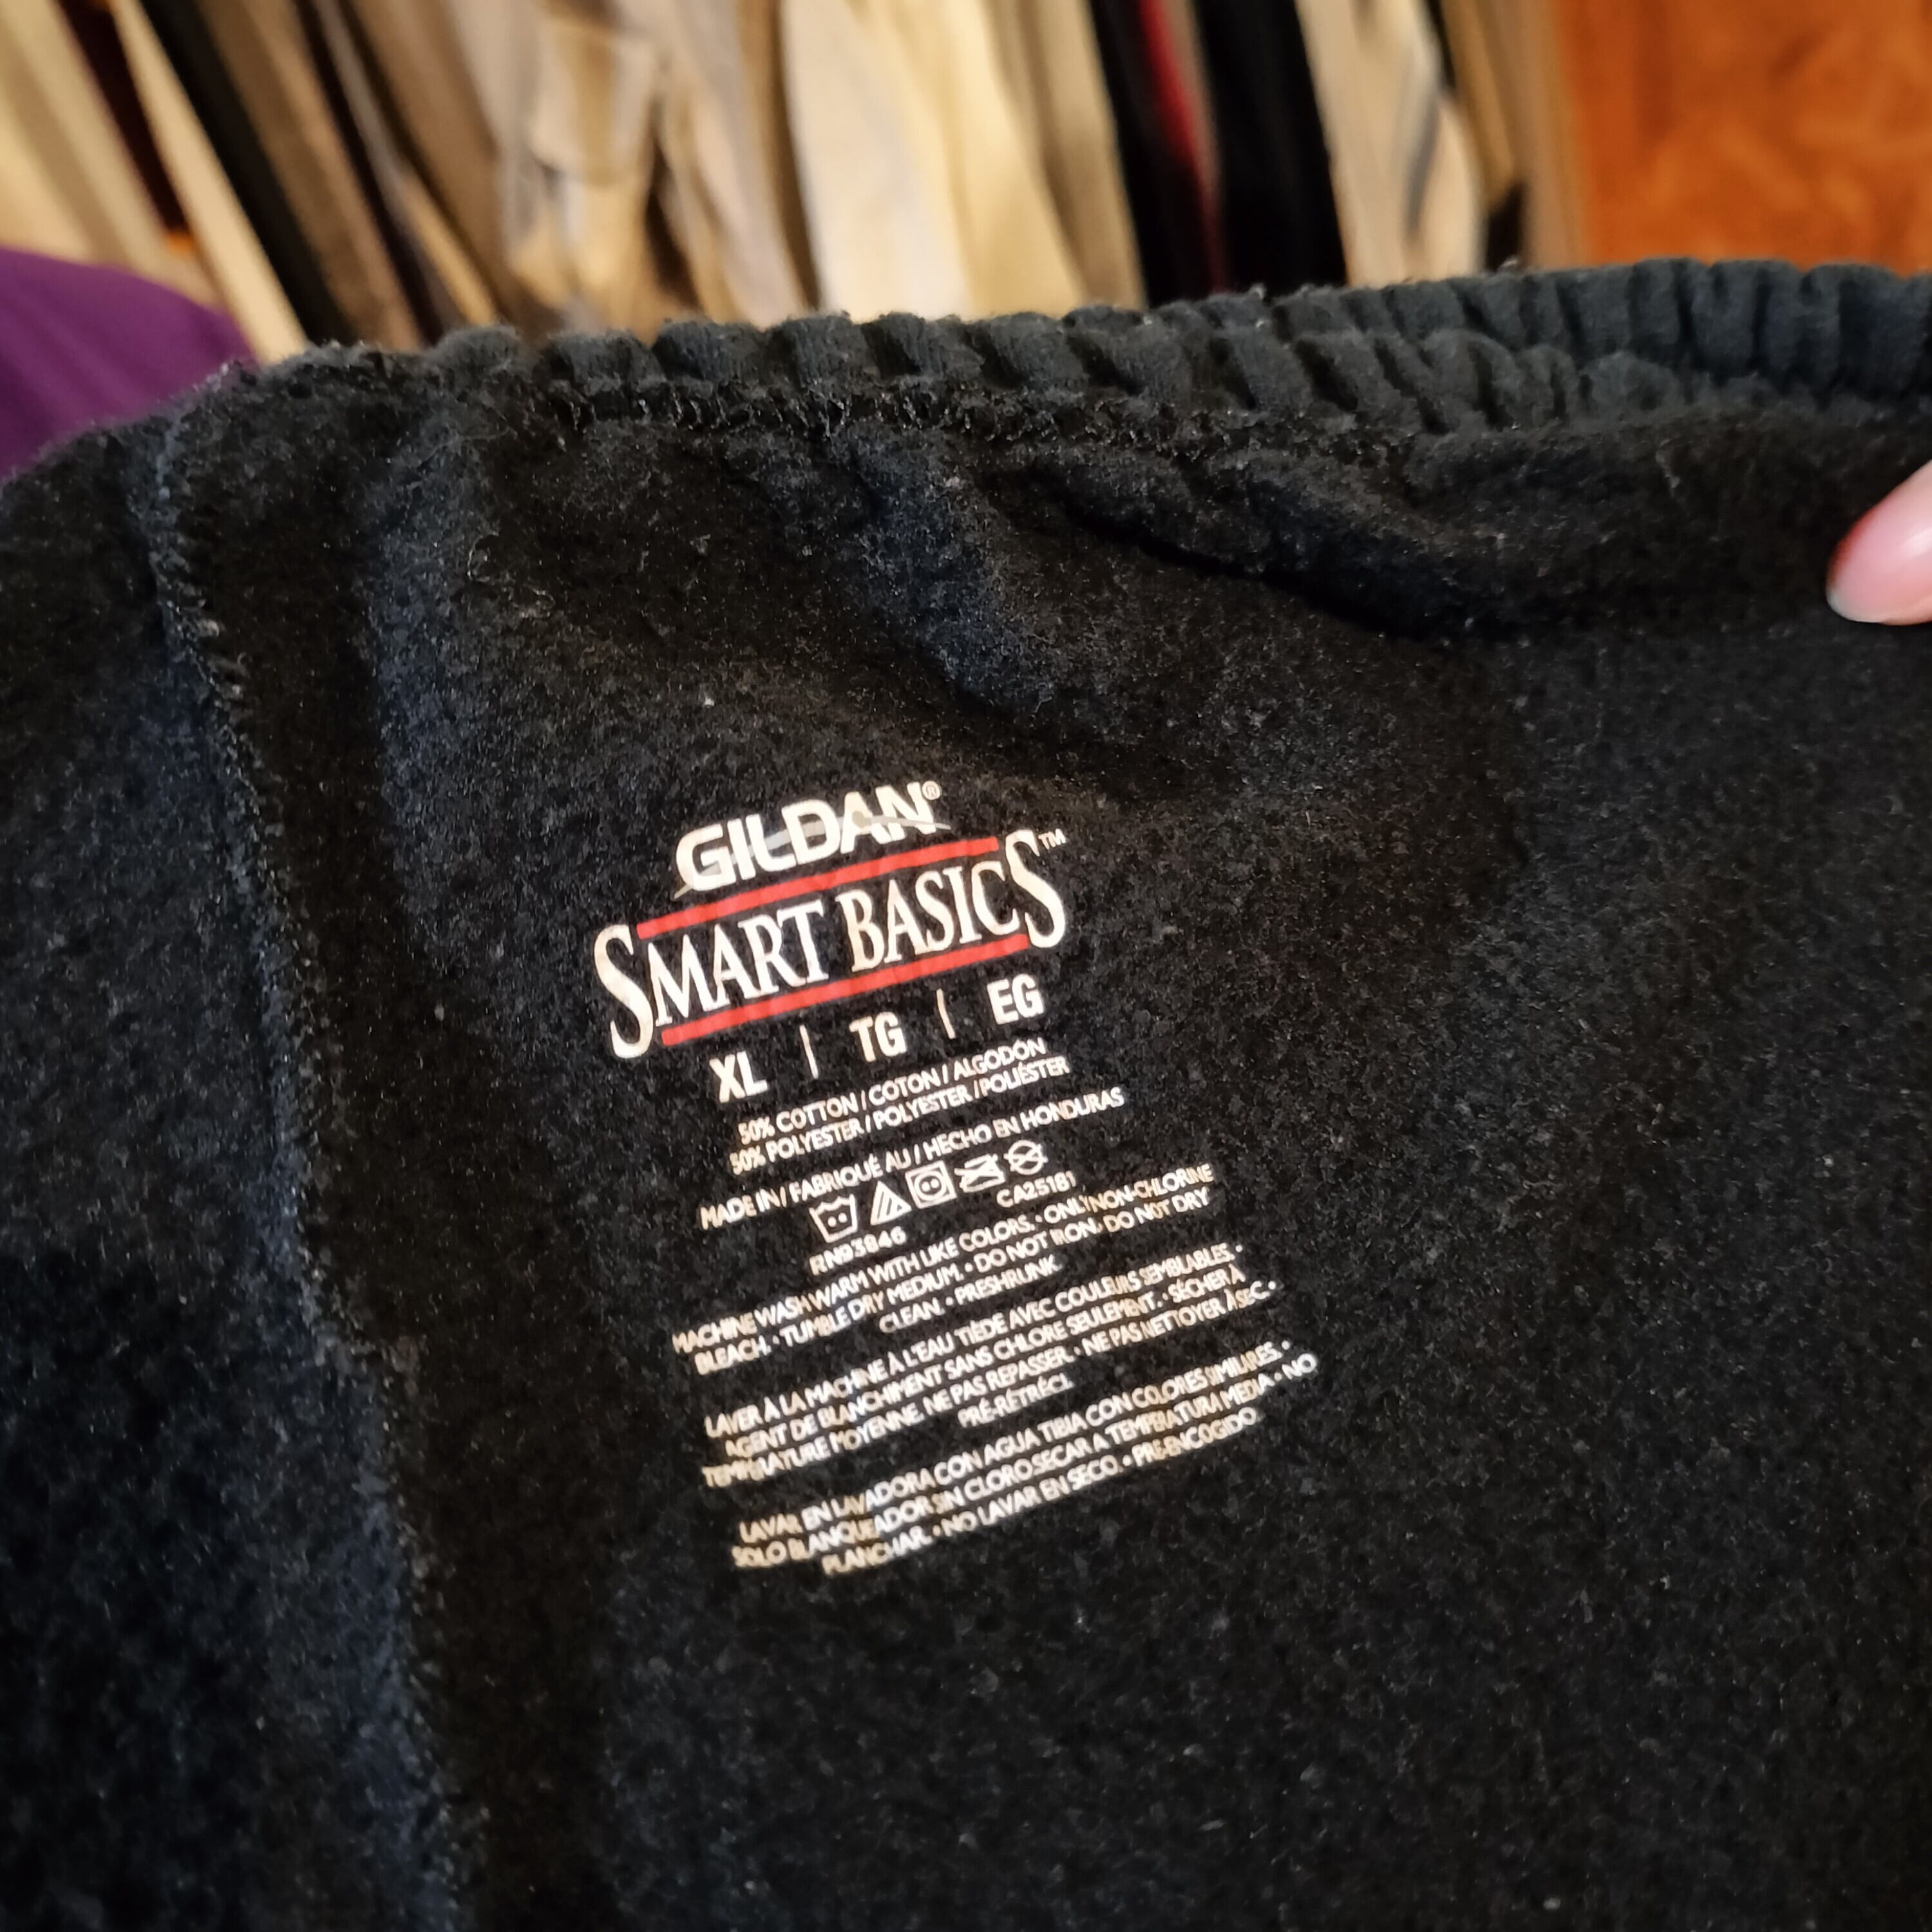 GILDAN®
SMART BASICS™
XL | TG | EG
50% COTTON / COTON / ALGODÓN
50% POLYESTER / POLYESTER / POLIÉSTER
MADE IN / FABRIQUÉ AU / HECHO EN HONDURAS
RN93846 CA25181
MACHINE WASH WARM WITH LIKE COLORS. • ONLY NON-CHLORINE
BLEACH. • TUMBLE DRY MEDIUM. • DO NOT IRON. DO NOT DRY
CLEAN. • PRESHRUNK
LAVER À LA MACHINE À L'EAU TIÈDE AVEC COULEURS SEMBLABLES. •
AGENT DE BLANCHIMENT SANS CHLORE SEULEMENT. • SÉCHER À
TEMPÉRATURE MOYENNE. NE PAS REPASSER. • NE PAS NETTOYER À SEC. •
PRÉ-RÉTRÉCI.
LAVAR EN LAVADORA CON AGUA TIBIA CON COLORES SIMILARES. •
SOLO BLANQUEADOR SIN CLORO.SECAR A TEMPERATURA MEDIA • NO
PLANCHAR. • NO LAVAR EN SECO. • PRE-ENCOGIDO.